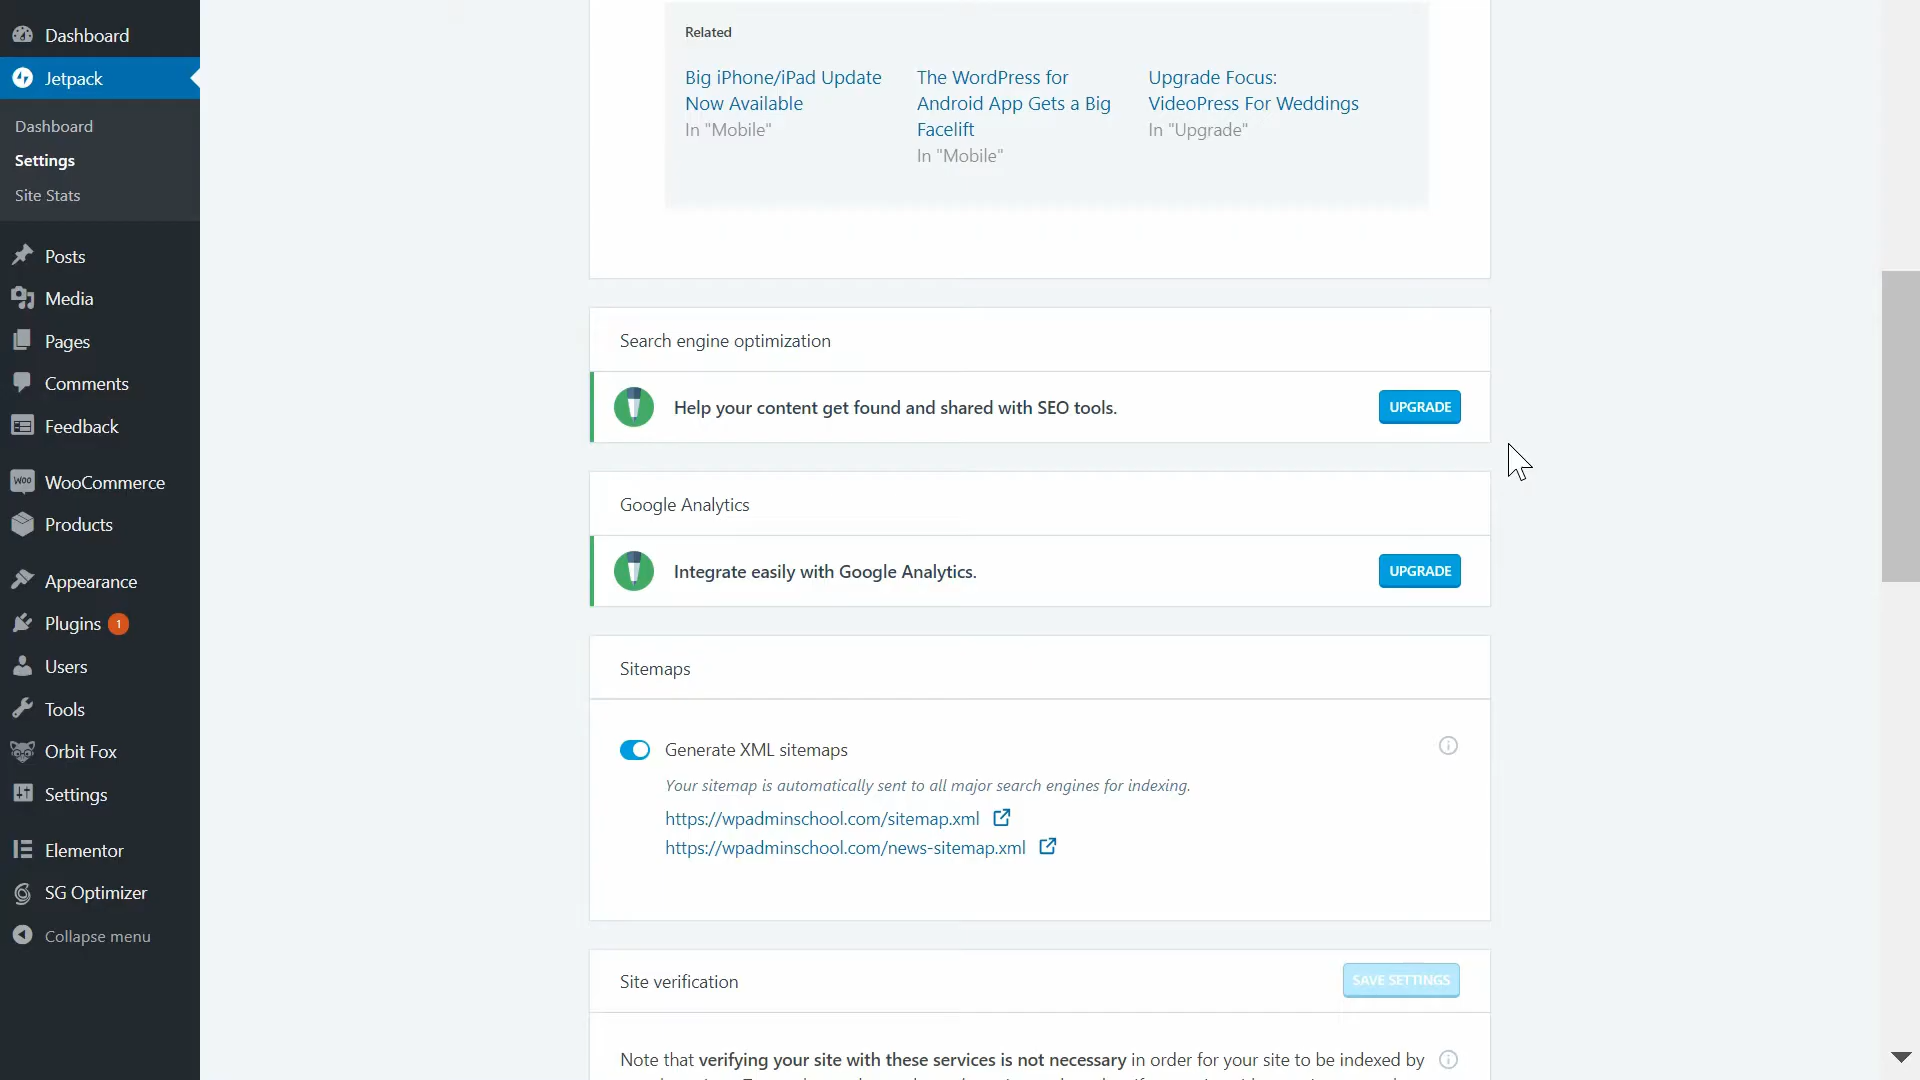 Dashboard
Jetpack
Dashboard
Settings
Site Stats
Posts
Media
Pages
Comments
Feedback
WOO WooCommerce
Products
Appearance
Plugins 1
Users
Tools
Orbit Fox
Settings
Elementor
SG Optimizer
Collapse menu
Related
Big iPhone/iPad Update
Now Available
In "Mobile"
The WordPress for
Android App Gets a Big
Facelift
In "Mobile"
Upgrade Focus:
VideoPress For Weddings
In "Upgrade"
Search engine optimization
Help your content get found and shared with SEO tools.
UPGRADE
Google Analytics
Integrate easily with Google Analytics.
UPGRADE
Sitemaps
Generate XML sitemaps
Your sitemap is automatically sent to all major search engines for indexing.
https://wpadminschool.com/sitemap.xml
https://wpadminschool.com/news-sitemap.xml
Site verification
SAVE SETTINGS
Note that verifying your site with these services is not necessary in order for your site to be indexed by